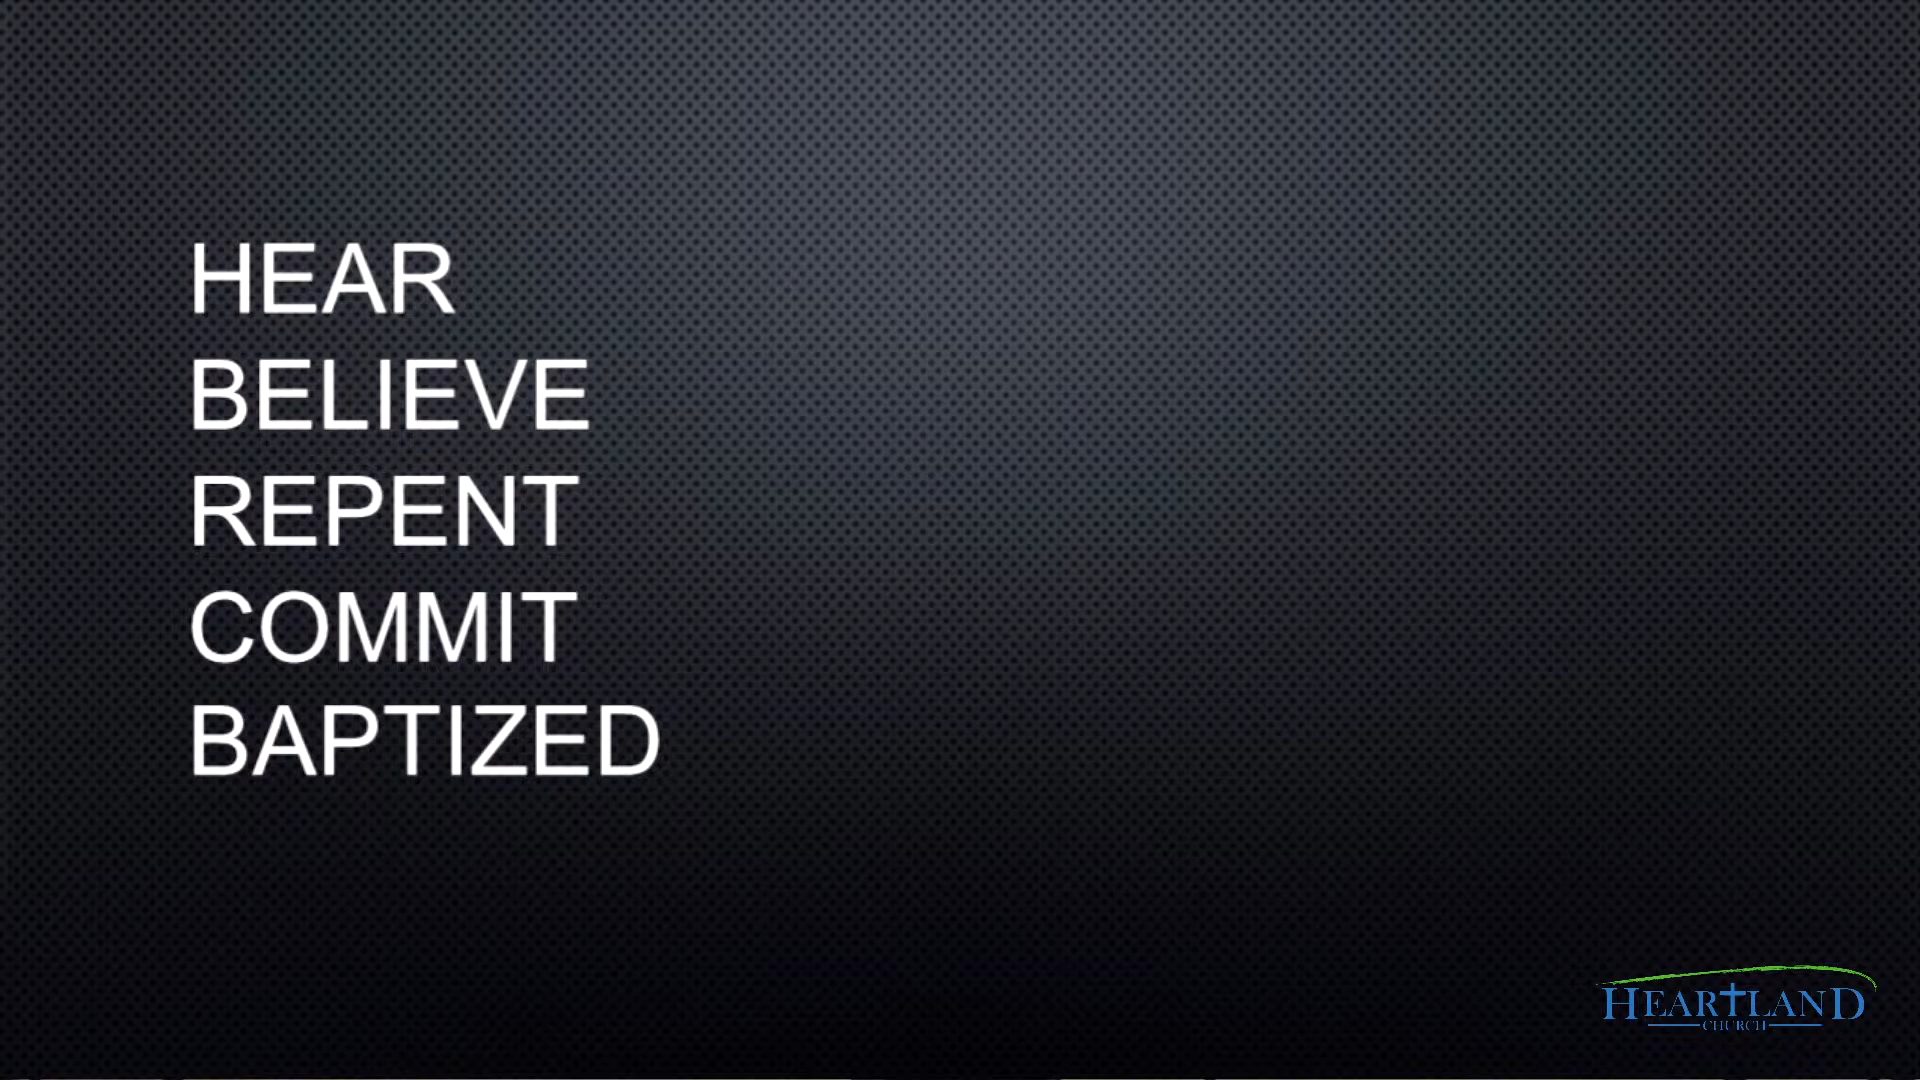 HEAR
BELIEVE
REPENT
COMMIT
BAPTIZED
HEARTLAND
CHURCH